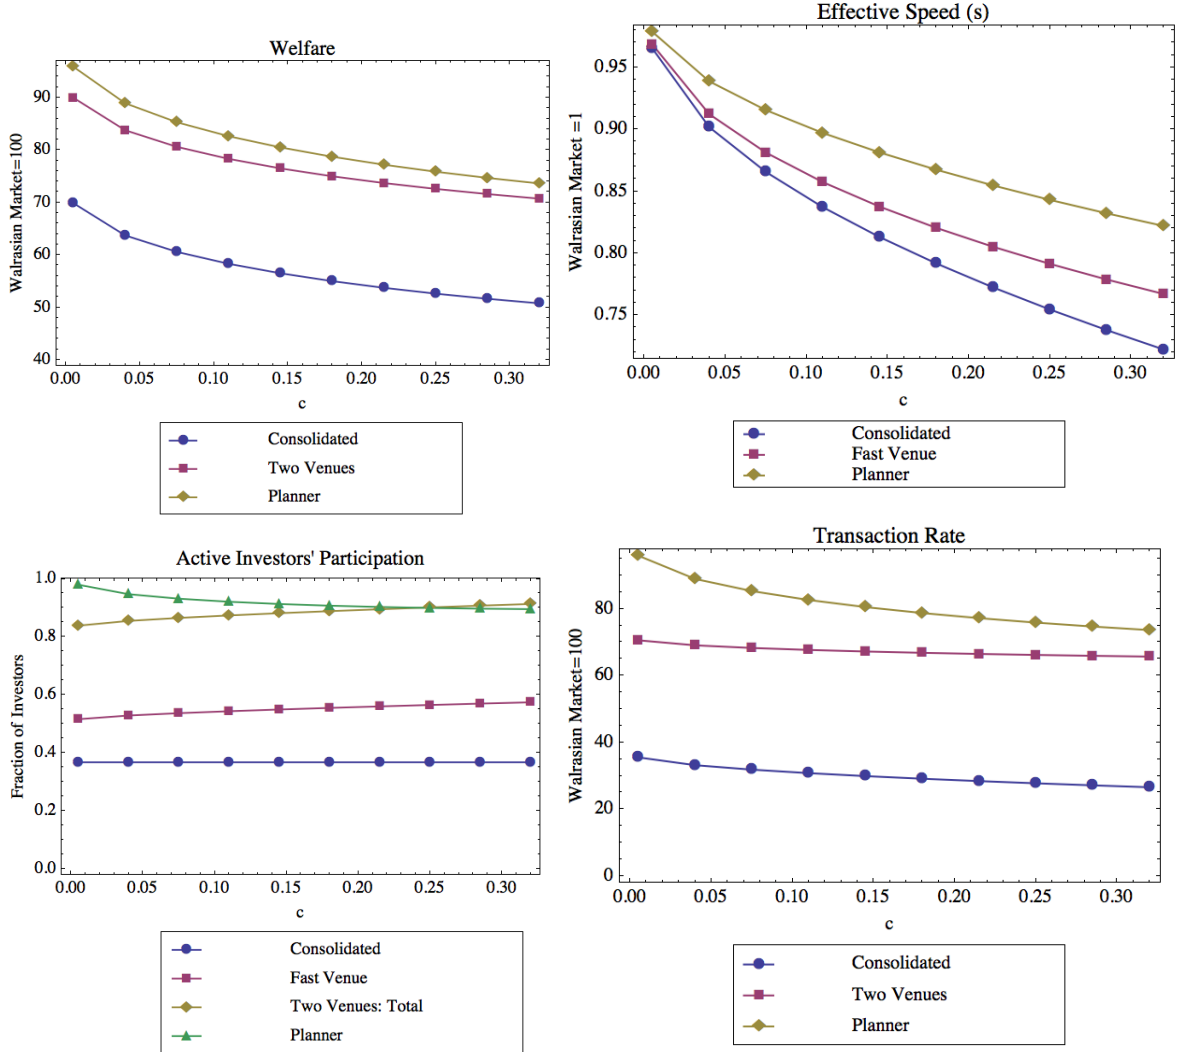 Welfare
Walrasian Market=100
90
80
70
60
50
40
0.00 0.05 0.10 0.15 0.20 0.25 0.30
c
Consolidated
Two Venues
Planner
Effective Speed (s)
Walrasian Market =1
0.95
0.90
0.85
0.80
0.75
0.00 0.05 0.10 0.15 0.20 0.25 0.30
c
Consolidated
Fast Venue
Planner
Active Investors' Participation
Fraction of Investors
1.0
0.8
0.6
0.4
0.2
0.0
0.00 0.05 0.10 0.15 0.20 0.25 0.30
c
Consolidated
Fast Venue
Two Venues: Total
Planner
Transaction Rate
Walrasian Market=100
80
60
40
20
0
0.00 0.05 0.10 0.15 0.20 0.25 0.30
c
Consolidated
Two Venues
Planner